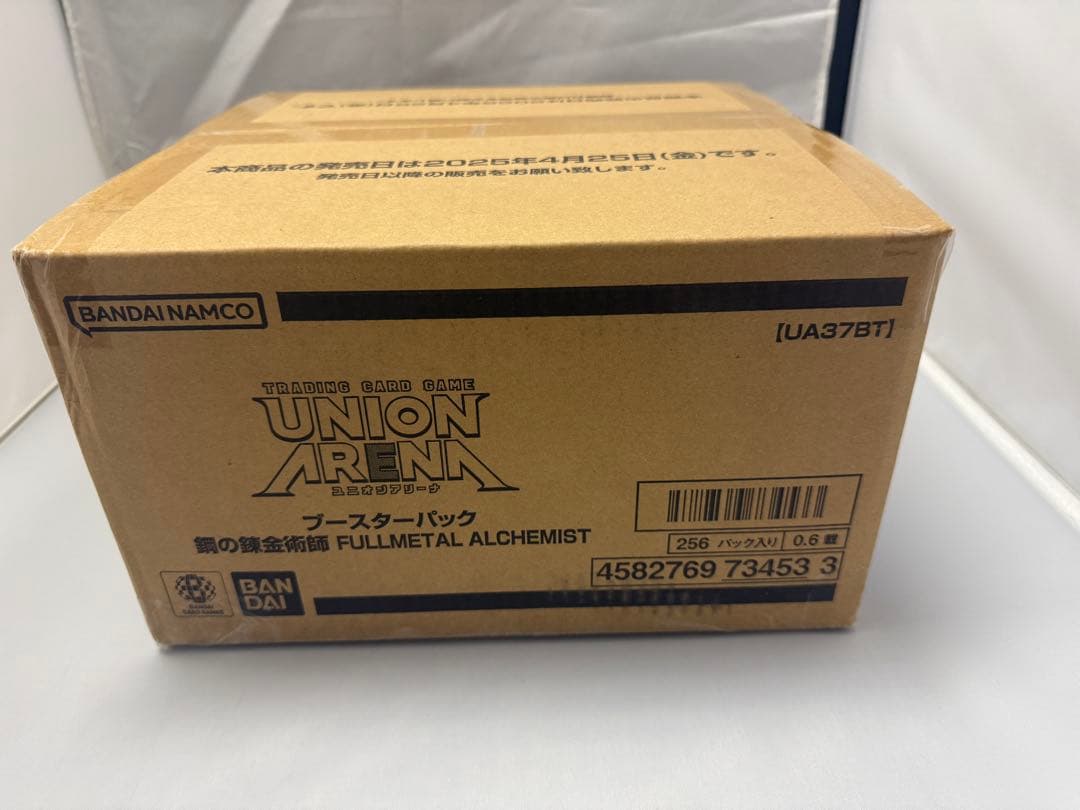 本商品の発売日は2025年4月25日(金)です。
発売日以降の販売をお願い致します。
BANDAI NAMCO
【UA37BT】
TRADING CARD GAME
UNION
ARENA
ユニオンアリーナ
ブースターパック
鋼の錬金術師 FULLMETAL ALCHEMIST
256 パック入り 0.6 載
4582769 73453 3
BANDAI
CARD GAMES
BAN
DAI